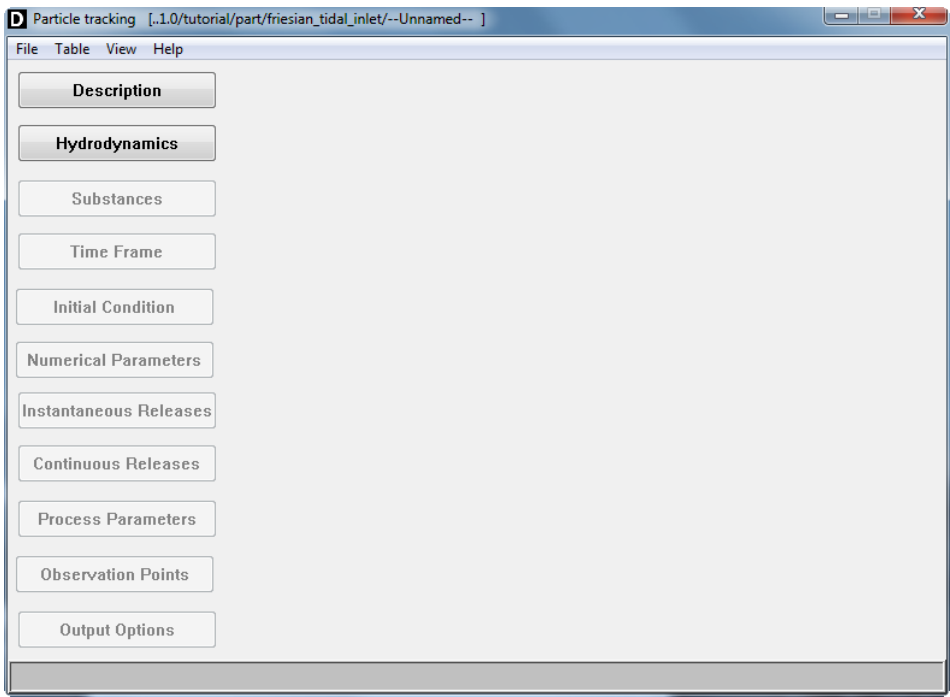 D Particle tracking [..1.0/tutorial/part/friesian_tidal_inlet/--Unnamed-- ]
File Table View Help
Description
Hydrodynamics
Substances
Time Frame
Initial Condition
Numerical Parameters
Instantaneous Releases
Continuous Releases
Process Parameters
Observation Points
Output Options